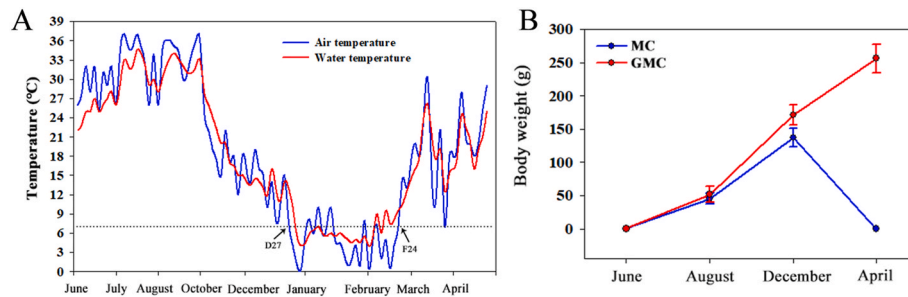 A
Temperature (°C)
39
36
33
30
27
24
21
18
15
12
9
6
3
0
Air temperature
Water temperature
D27
F24
June July August October December January February March April
B
Body weight (g)
300
250
200
150
100
50
0
MC
GMC
June August December April